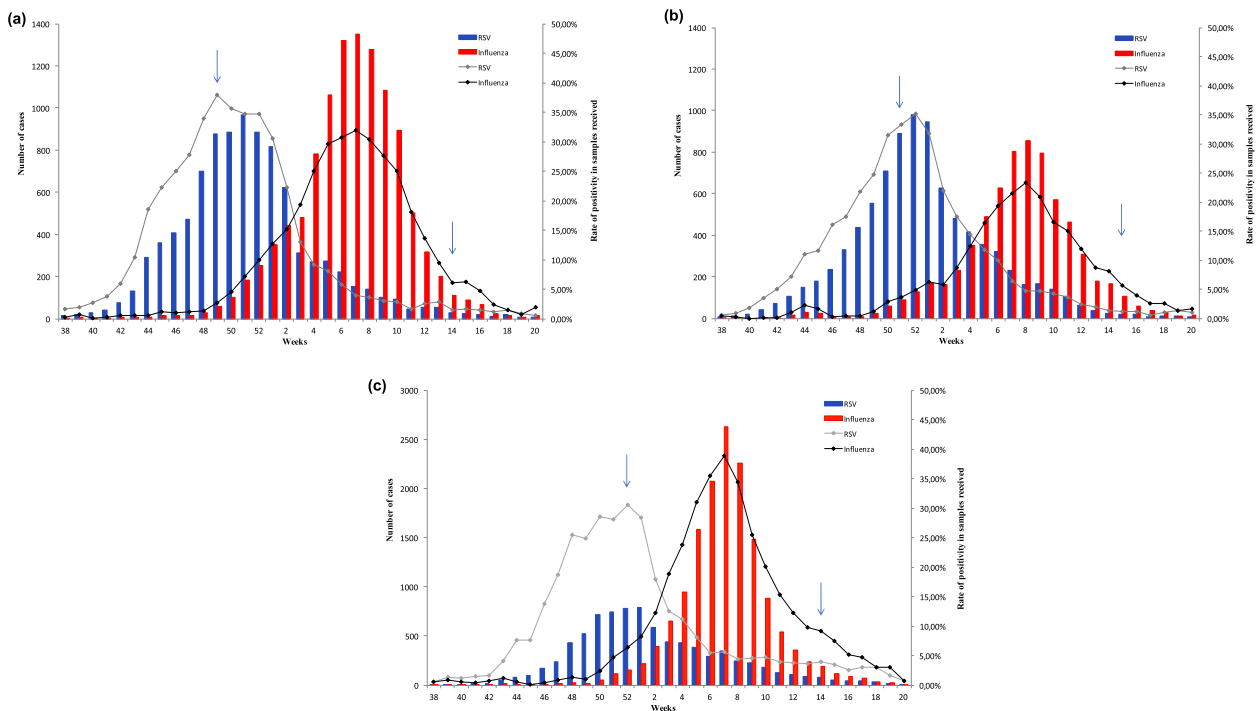 (a)
1400
1200
1000
800
600
400
200
0
Number of cases
50,00%
45,00%
40,00%
35,00%
30,00%
25,00%
20,00%
15,00%
10,00%
5,00%
0,00%
Rate of positivity in samples received
RSV
Influenza
RSV
Influenza
38 40 42 44 46 48 50 52 2 4 6 8 10 12 14 16 18 20
Weeks
(b)
1400
1200
1000
800
600
400
200
0
Number of cases
50,00%
45,00%
40,00%
35,00%
30,00%
25,00%
20,00%
15,00%
10,00%
5,00%
0,00%
Rate of positivity in samples received
RSV
Influenza
RSV
Influenza
38 40 42 44 46 48 50 52 2 4 6 8 10 12 14 16 18 20
Weeks
(c)
3000
2500
2000
1500
1000
500
0
Number of cases
50,00%
45,00%
40,00%
35,00%
30,00%
25,00%
20,00%
15,00%
10,00%
5,00%
0,00%
Rate of positivity in samples received
RSV
Influenza
RSV
Influenza
38 40 42 44 46 48 50 52 2 4 6 8 10 12 14 16 18 20
Weeks